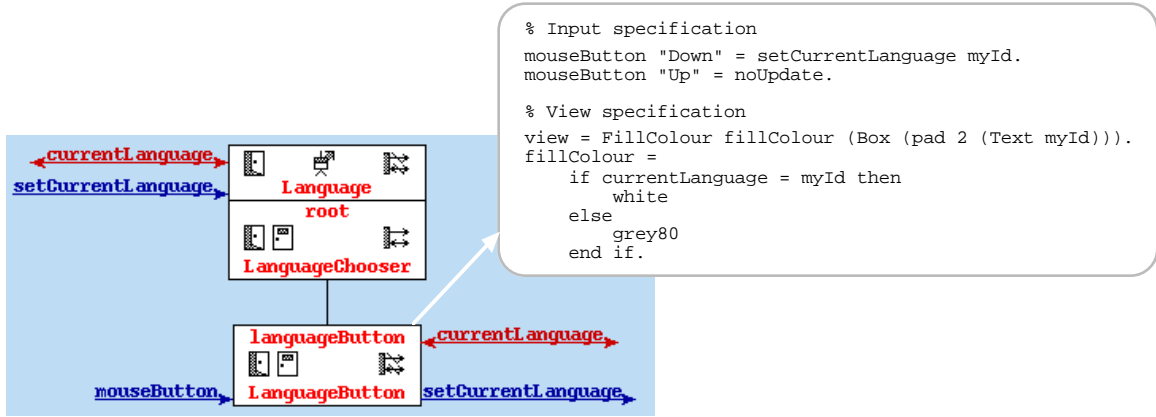 % Input specification
mouseButton "Down" = setCurrentLanguage myId.
mouseButton "Up" = noUpdate.
% View specification
view = FillColour fillColour (Box (pad 2 (Text myId))).
fillColour =
    if currentLanguage = myId then
        white
    else
        grey80
    end if.
currentLanguage
setCurrentLanguage
Language
root
LanguageChooser
languageButton
currentLanguage
mouseButton
LanguageButton
setCurrentLanguage